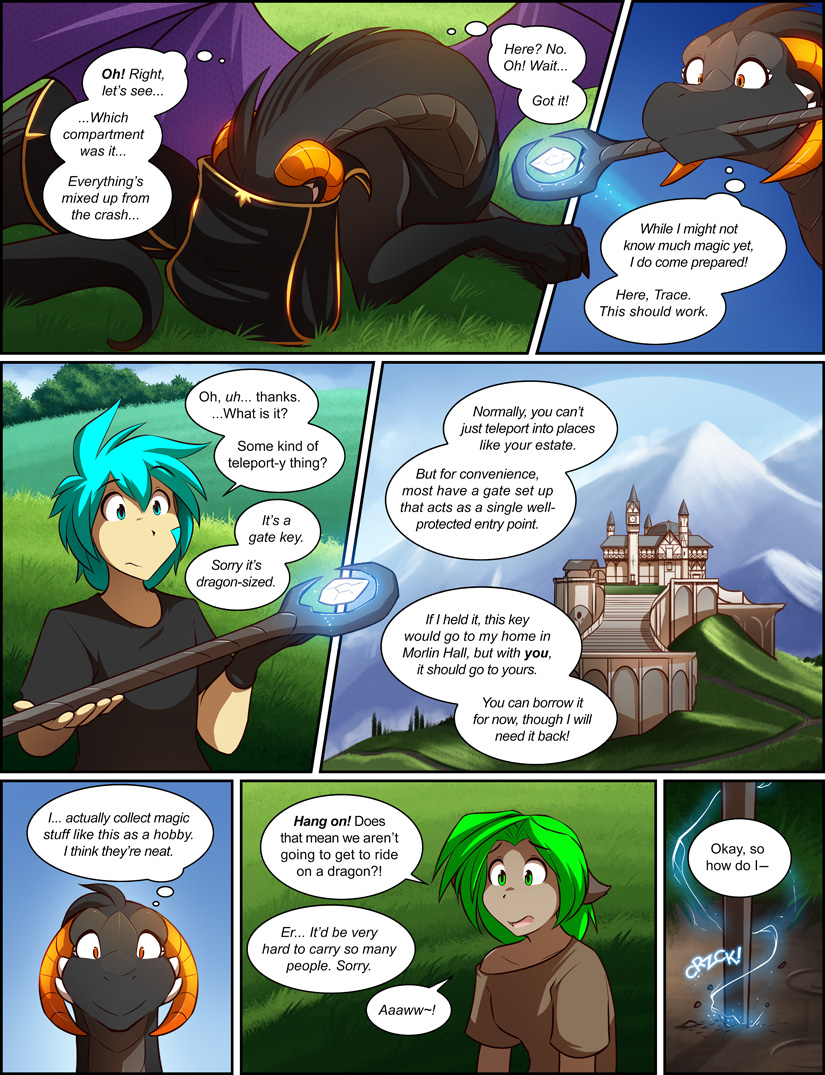 Oh! Right,
let's see...
...Which
compartment
was it...
Everything's
mixed up from
the crash...
Here? No.
Oh! Wait...
Got it!
While I might not
know much magic yet,
I do come prepared!
Here, Trace.
This should work.
Oh, uh... thanks.
...What is it?
Some kind of
teleport-y thing?
It's a
gate key.
Sorry it's
dragon-sized.
Normally, you can't
just teleport into places
like your estate.
But for convenience,
most have a gate set up
that acts as a single well-
protected entry point.
If I held it, this key
would go to my home in
Morlin Hall, but with you,
it should go to yours.
You can borrow it
for now, though I will
need it back!
I... actually collect magic
stuff like this as a hobby.
I think they're neat.
Hang on! Does
that mean we aren't
going to get to ride
on a dragon?!
Er... It'd be very
hard to carry so many
people. Sorry.
Aaaww~!
Okay, so
how do I—
CRZCK!